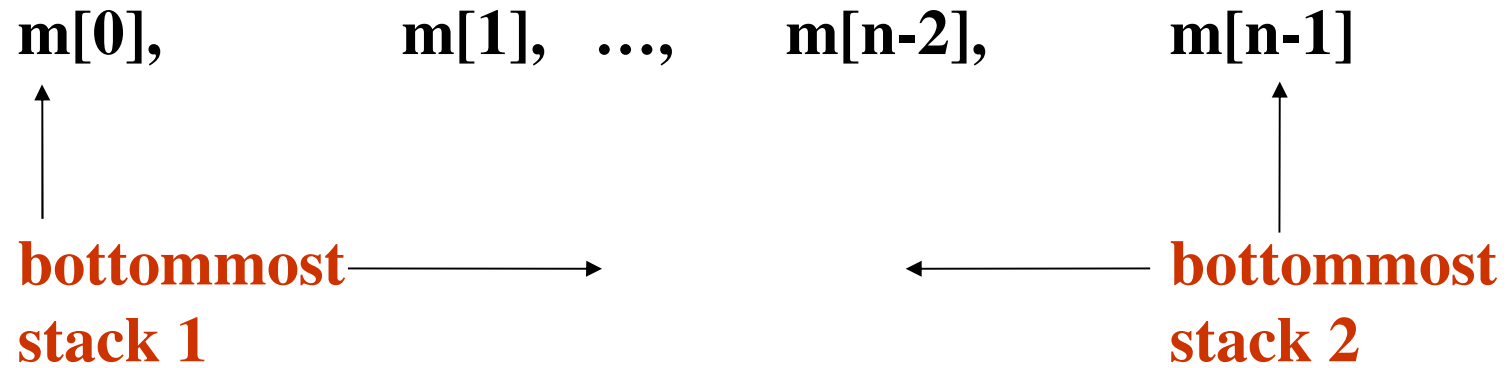 m[0], m[1], …, m[n-2], m[n-1]
bottommost bottommost
stack 1 stack 2